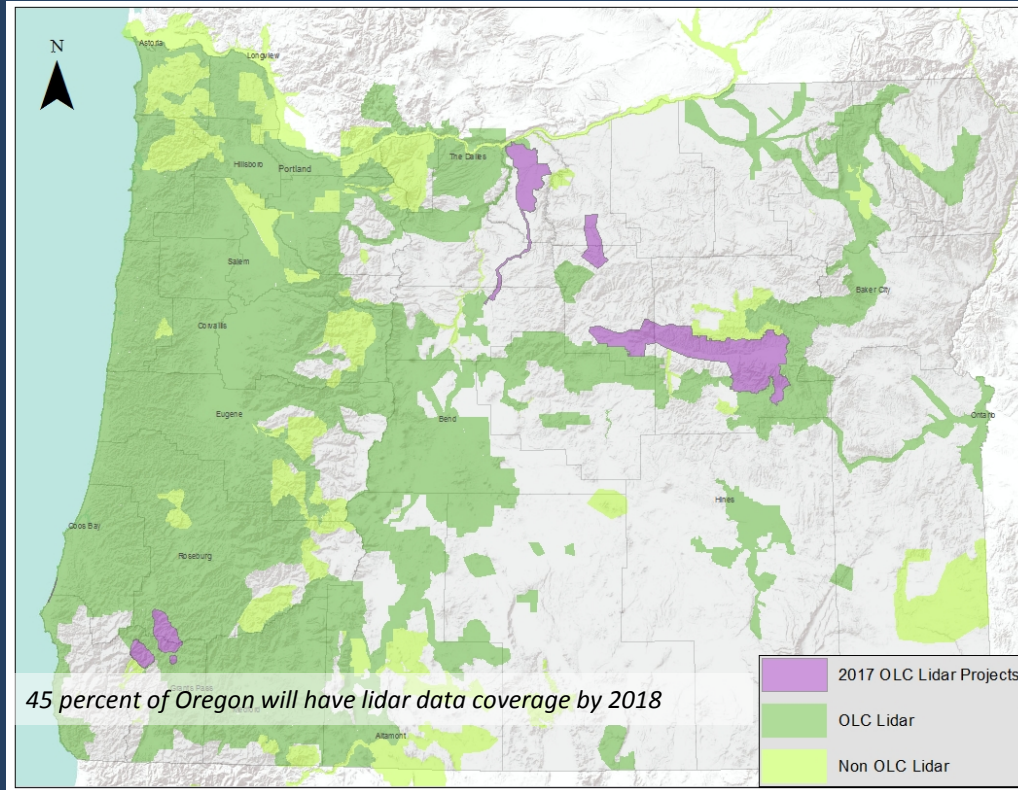 Astoria
N
Longview
Hillsboro
Portland
The Dalles
Salem
Baker City
Corvallis
Eugene
Bend
Ontario
Hines
Coos Bay
Roseburg
Grants Pass
45 percent of Oregon will have lidar data coverage by 2018
Altamont
2017 OLC Lidar Projects
OLC Lidar
Non OLC Lidar